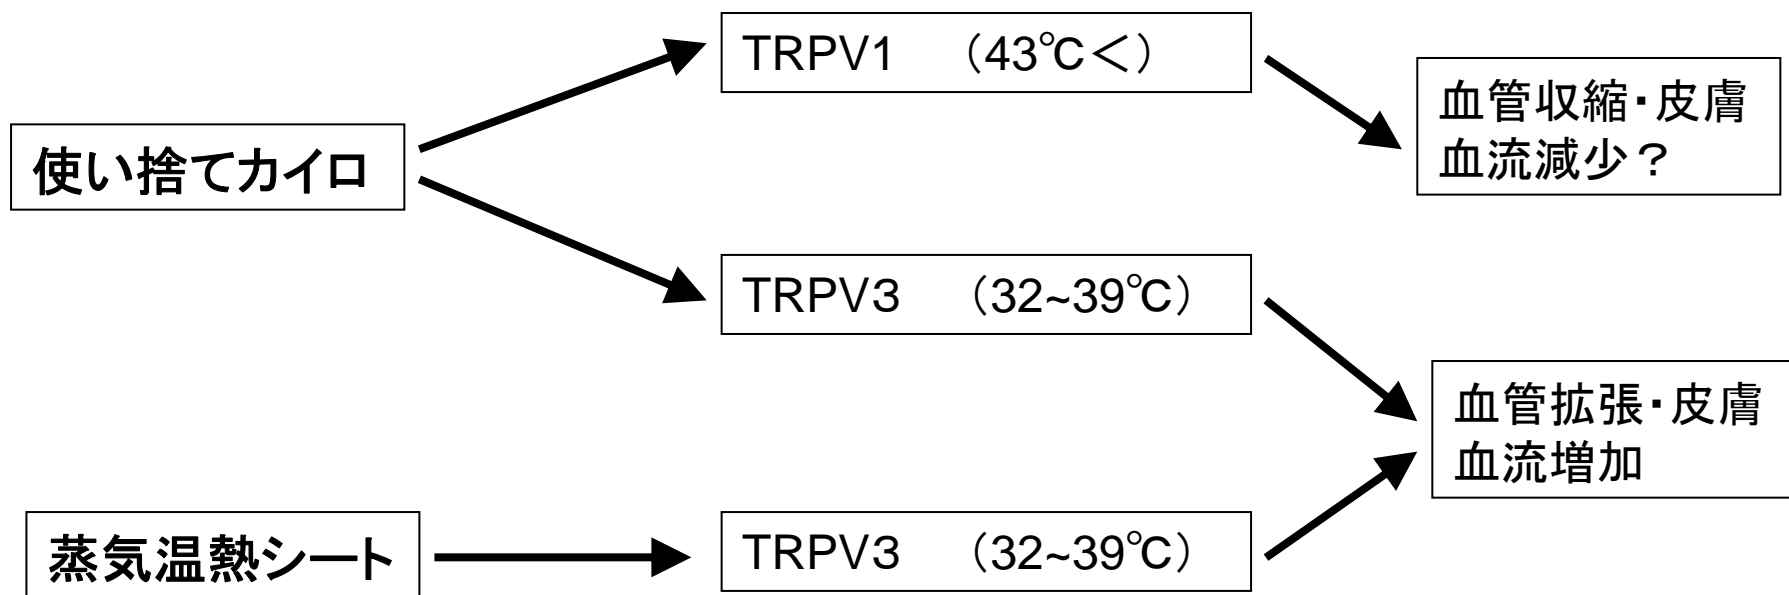 TRPV1　（43℃＜）
血管収縮・皮膚
血流減少？
使い捨てカイロ
TRPV3　（32~39℃）
血管拡張・皮膚
血流増加
蒸気温熱シート
TRPV3　（32~39℃）